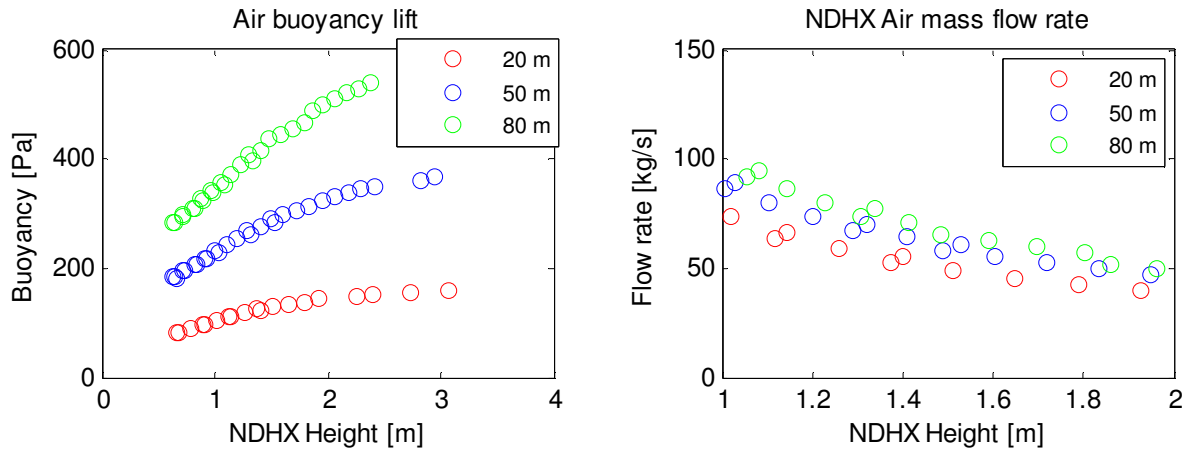 Air buoyancy lift
600
400
200
0
Buoyancy [Pa]
0 1 2 3 4
NDHX Height [m]
20 m
50 m
80 m
NDHX Air mass flow rate
150
100
50
0
Flow rate [kg/s]
1 1.2 1.4 1.6 1.8 2
NDHX Height [m]
20 m
50 m
80 m